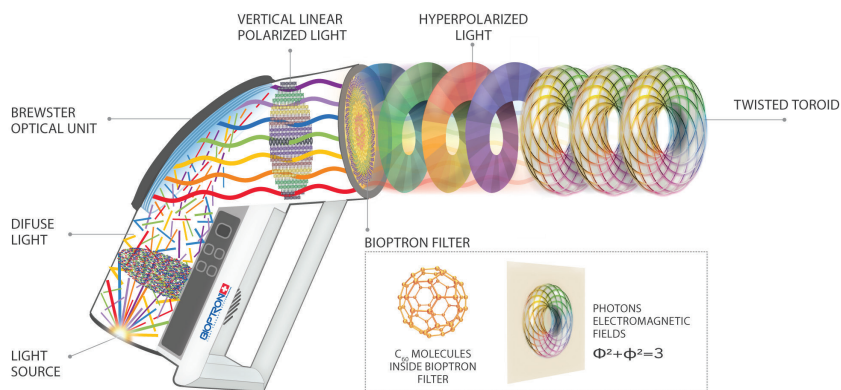 VERTICAL LINEAR
POLARIZED LIGHT
HYPERPOLARIZED
LIGHT
BREWSTER
OPTICAL UNIT
TWISTED TOROID
DIFUSE
LIGHT
BIOPTRON FILTER
BIOPTRON
LIGHT
SOURCE
C₆₀ MOLECULES
INSIDE BIOPTRON
FILTER
PHOTONS
ELECTROMAGNETIC
FIELDS
Φ²+ϕ²=3